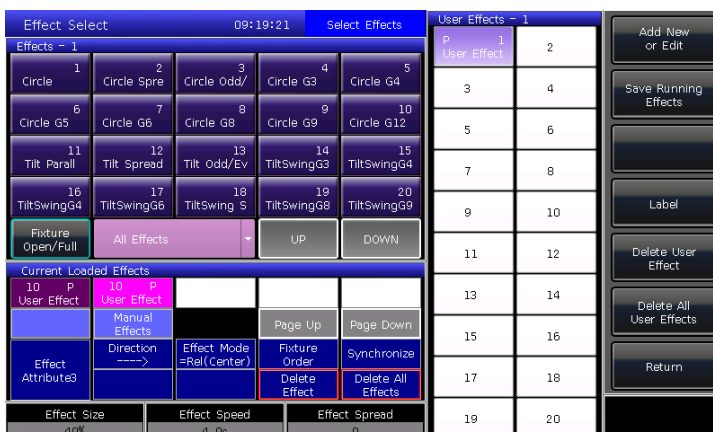 Effect Select 09:19:21 Select Effects
Effects - 1
1
Circle
2
Circle Spre
3
Circle Odd/
4
Circle G3
5
Circle G4
6
Circle G5
7
Circle G6
8
Circle G8
9
Circle G9
10
Circle G12
11
Tilt Parall
12
Tilt Spread
13
Tilt Odd/Ev
14
TiltSwingG3
15
TiltSwingG4
16
TiltSwingG4
17
TiltSwingG6
18
TiltSwing S
19
TiltSwingG8
20
TiltSwingG9
Fixture
Open/Full
All Effects
UP
DOWN
Current Loaded Effects
10 P
User Effect
10 P
User Effect
Manual
Effects
Page Up
Page Down
Effect
Attribute3
Direction
---->
Effect Mode
=Rel(Center)
Fixture
Order
Synchronize
Delete
Effect
Delete All
Effects
Effect Size
40%
Effect Speed
4.0s
Effect Spread
0
User Effects - 1
P 1
User Effect
2
3
4
5
6
7
8
9
10
11
12
13
14
15
16
17
18
19
20
Add New
or Edit
Save Running
Effects
Label
Delete User
Effect
Delete All
User Effects
Return